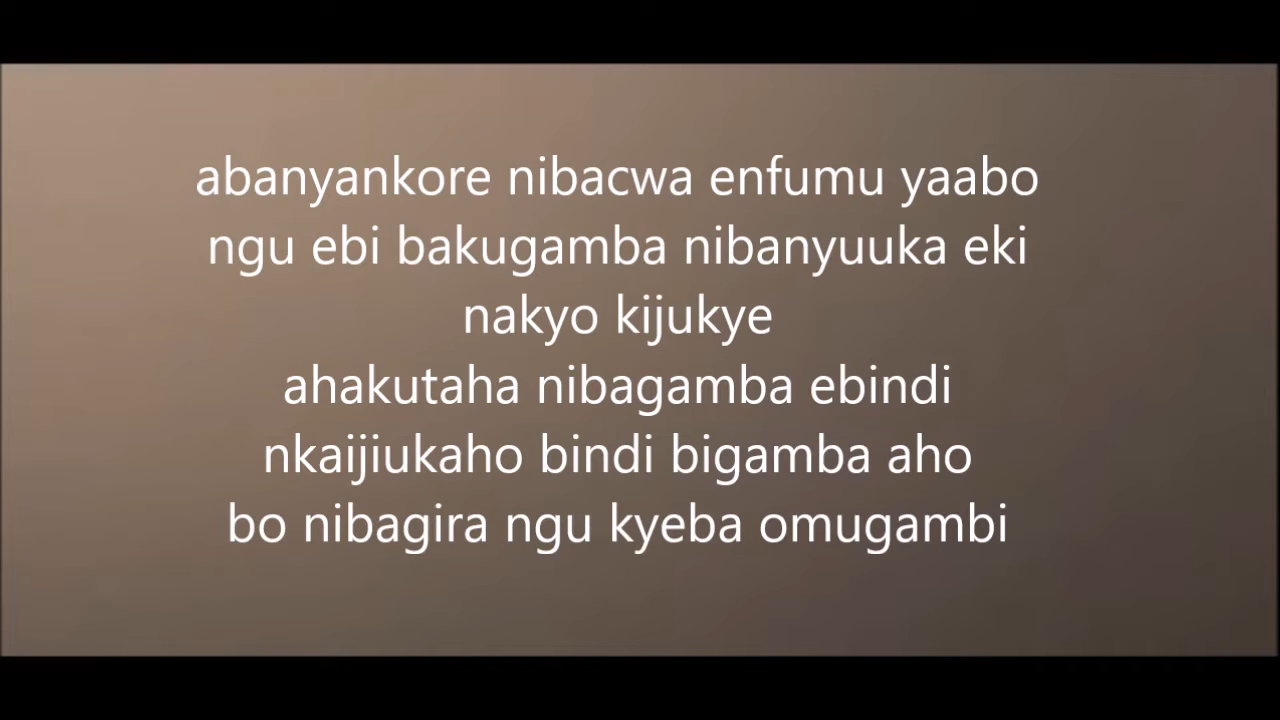 abanyankore nibacwa enfumu yaabo
ngu ebi bakugamba nibanyuuka eki
nakyo kijukye
ahakutaha nibagamba ebindi
nkaijiukaho bindi bigamba aho
bo nibagira ngu kyeba omugambi